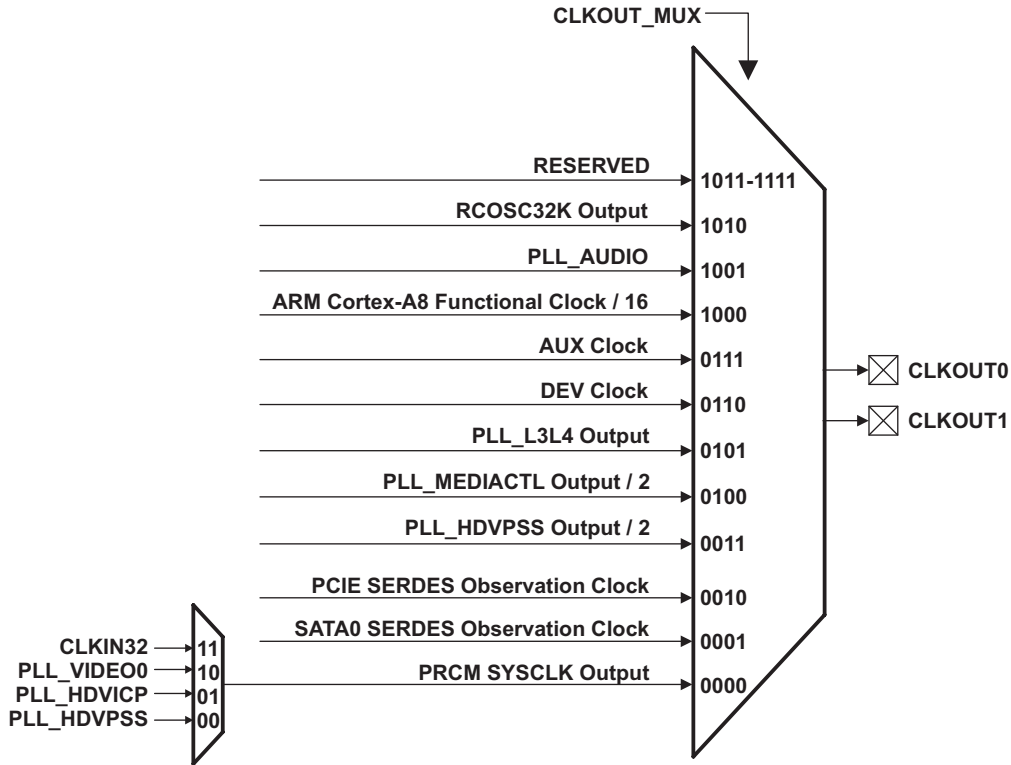 CLKOUT_MUX
RESERVED
1011-1111
RCOSC32K Output
1010
PLL_AUDIO
1001
ARM Cortex-A8 Functional Clock / 16
1000
AUX Clock
0111
CLKOUT0
DEV Clock
0110
CLKOUT1
PLL_L3L4 Output
0101
PLL_MEDIACTL Output / 2
0100
PLL_HDVPSS Output / 2
0011
PCIE SERDES Observation Clock
0010
SATA0 SERDES Observation Clock
0001
CLKIN32
11
PLL_VIDEO0
10
PRCM SYSCLK Output
0000
PLL_HDVICP
01
PLL_HDVPSS
00